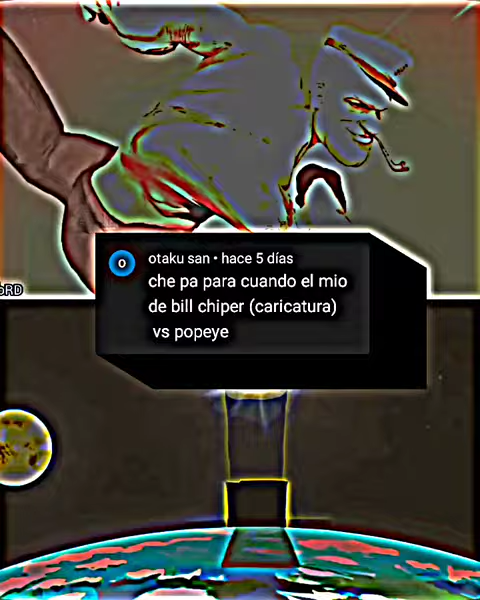 otaku san • hace 5 días
che pa para cuando el mio
de bill chiper (caricatura)
vs popeye